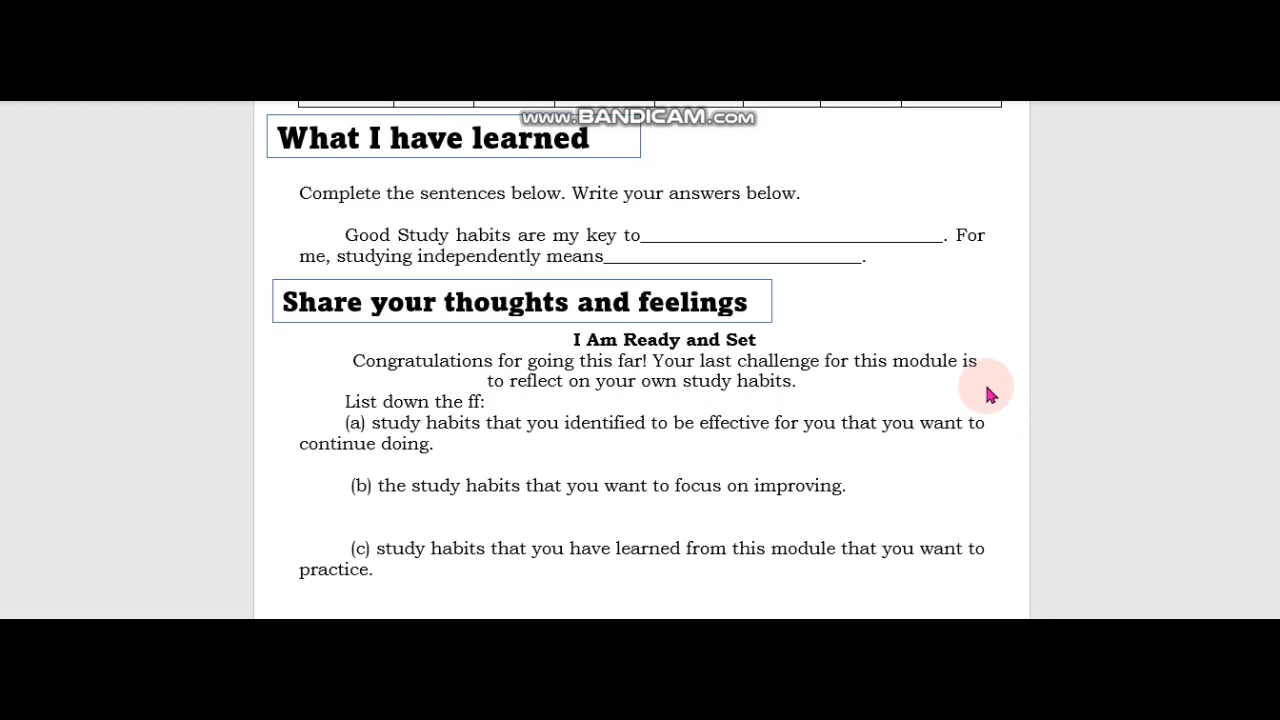 www.BANDICAM.com
What I have learned
Complete the sentences below. Write your answers below.
Good Study habits are my key to______________________________. For
me, studying independently means__________________________.
Share your thoughts and feelings
I Am Ready and Set
Congratulations for going this far! Your last challenge for this module is
to reflect on your own study habits.
List down the ff:
(a) study habits that you identified to be effective for you that you want to
continue doing.
(b) the study habits that you want to focus on improving.
(c) study habits that you have learned from this module that you want to
practice.